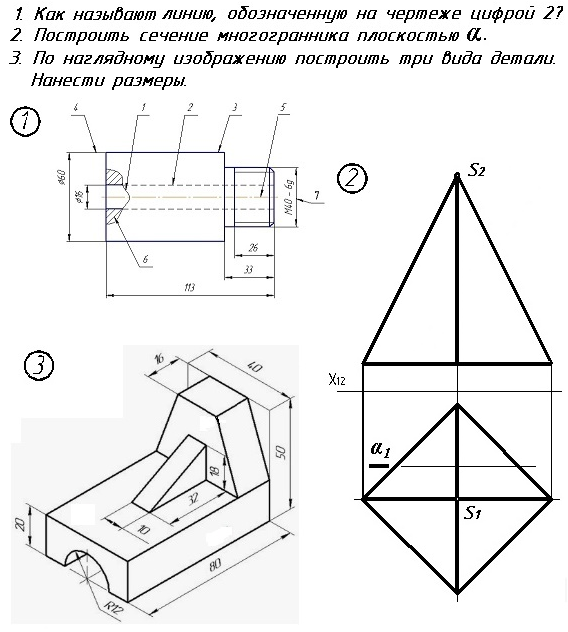 1. Как называют линию, обозначенную на чертеже цифрой 2?
2. Построить сечение многогранника плоскостью α.
3. По наглядному изображению построить три вида детали.
Нанести размеры.
1
4 1 2 3 5
Ø60
Ø16
M40-6g
7
6
26
33
113
2
S2
X12
α1
S1
3
16
40
50
18
32
10
20
80
R12